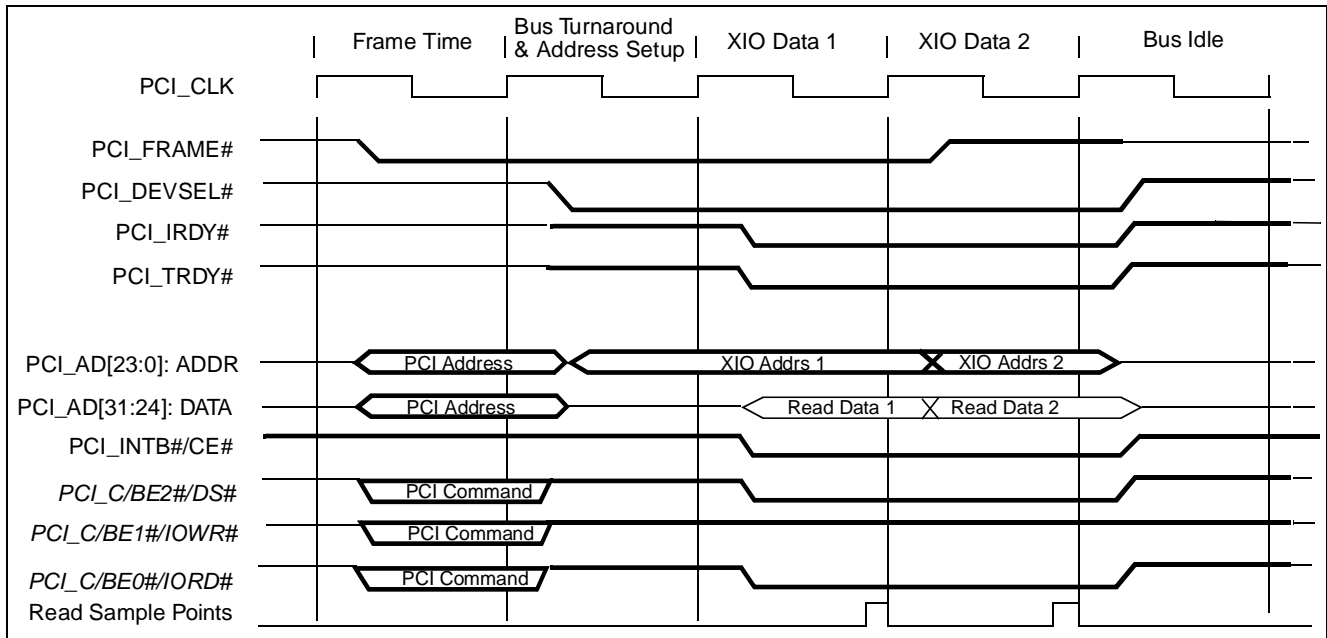 Frame Time
Bus Turnaround
& Address Setup
XIO Data 1
XIO Data 2
Bus Idle
PCI_CLK
PCI_FRAME#
PCI_DEVSEL#
PCI_IRDY#
PCI_TRDY#
PCI_AD[23:0]: ADDR
PCI Address
XIO Addrs 1
XIO Addrs 2
PCI_AD[31:24]: DATA
PCI Address
Read Data 1
Read Data 2
PCI_INTB#/CE#
PCI_C/BE2#/DS#
PCI Command
PCI_C/BE1#/IOWR#
PCI Command
PCI_C/BE0#/IORD#
PCI Command
Read Sample Points